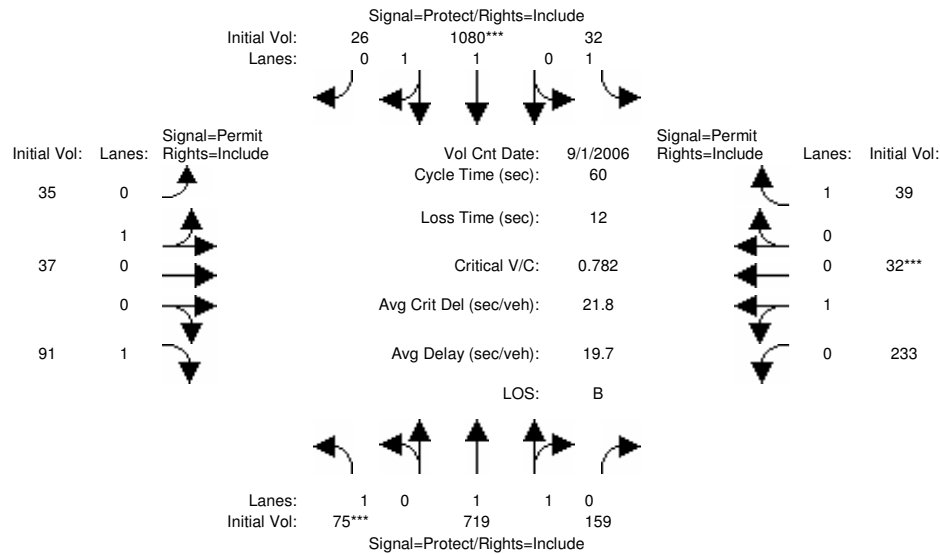 Signal=Protect/Rights=Include
Initial Vol: 26 1080*** 32
Lanes: 0 1 1 0 1
Signal=Permit Signal=Permit
Initial Vol: Lanes: Rights=Include Vol Cnt Date: 9/1/2006 Rights=Include Lanes: Initial Vol:
Cycle Time (sec): 60
35 0 1 39
Loss Time (sec): 12
1 0
37 0 Critical V/C: 0.782 0 32***
0 Avg Crit Del (sec/veh): 21.8 1
91 1 Avg Delay (sec/veh): 19.7 0 233
LOS: B
Lanes: 1 0 1 1 0
Initial Vol: 75*** 719 159
Signal=Protect/Rights=Include